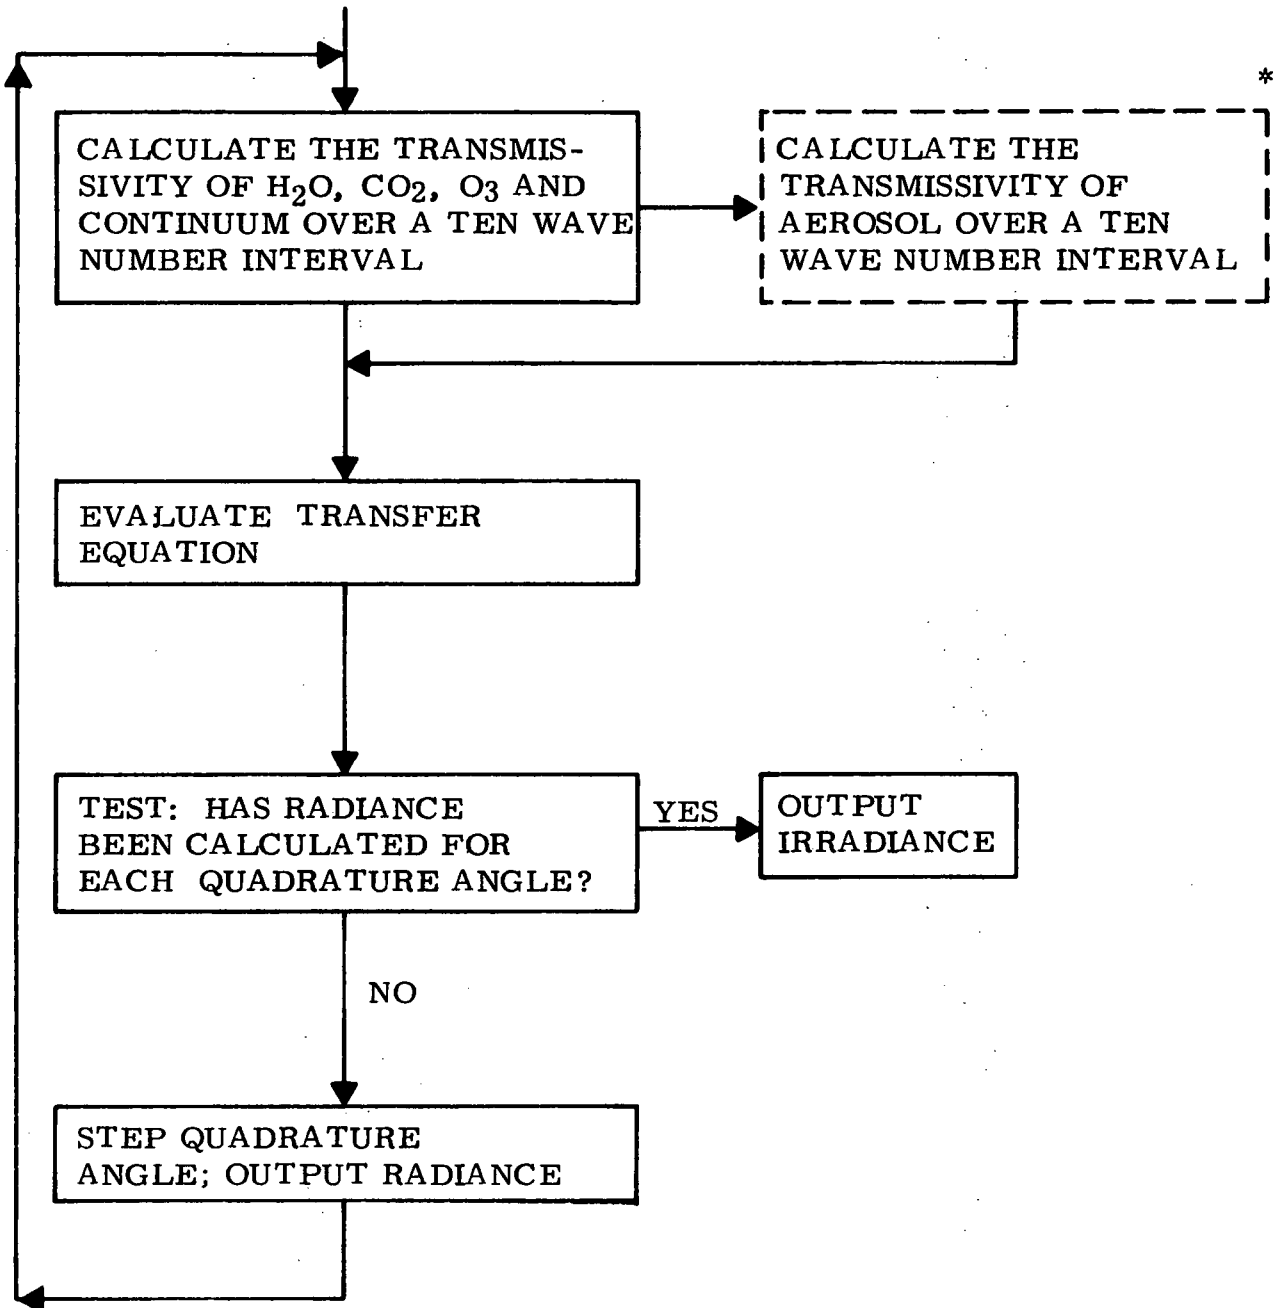 *
CALCULATE THE TRANSMIS-
SIVITY OF H₂O, CO₂, O₃ AND
CONTINUUM OVER A TEN WAVE
NUMBER INTERVAL
CALCULATE THE
TRANSMISSIVITY OF
AEROSOL OVER A TEN
WAVE NUMBER INTERVAL
EVALUATE TRANSFER
EQUATION
TEST: HAS RADIANCE
BEEN CALCULATED FOR
EACH QUADRATURE ANGLE?
YES
OUTPUT
IRRADIANCE
NO
STEP QUADRATURE
ANGLE; OUTPUT RADIANCE